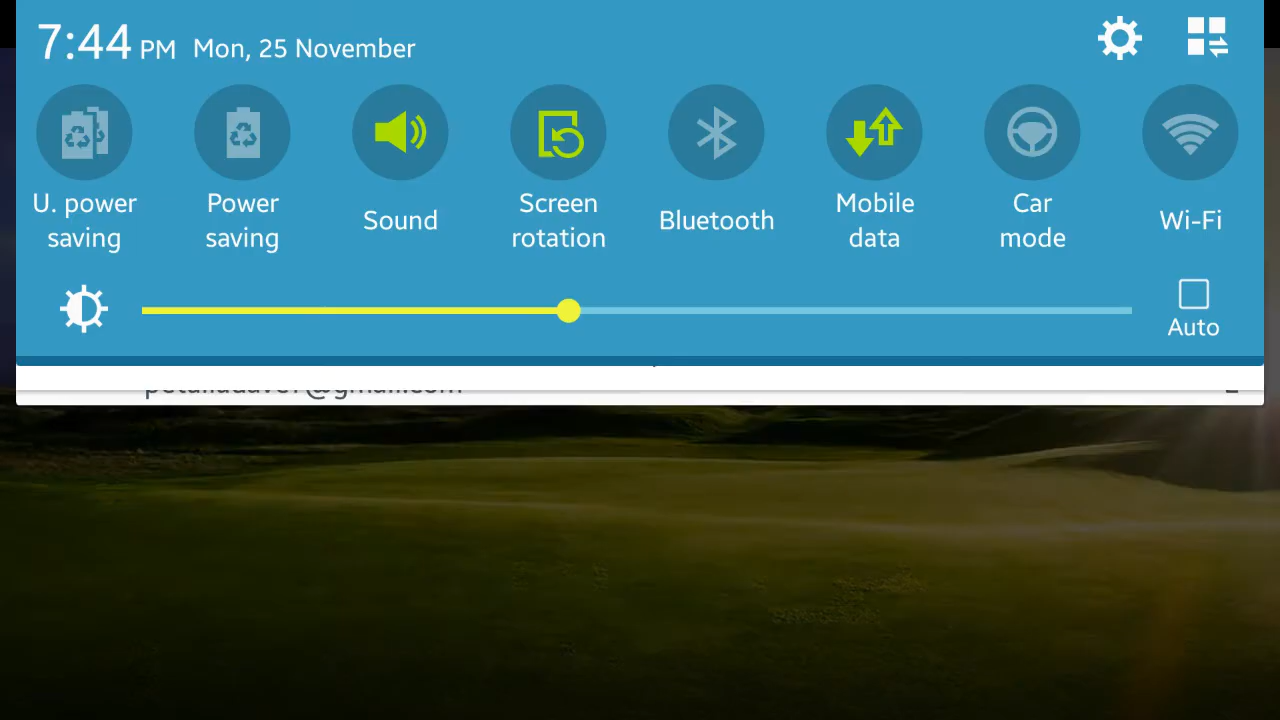 7:44 PM Mon, 25 November
U. power saving
Power saving
Sound
Screen rotation
Bluetooth
Mobile data
Car mode
Wi-Fi
Auto